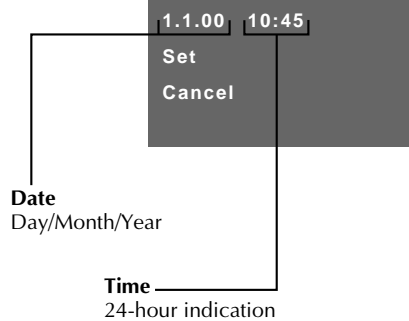 1.1.00 10:45
Set
Cancel
Date
Day/Month/Year
Time
24-hour indication